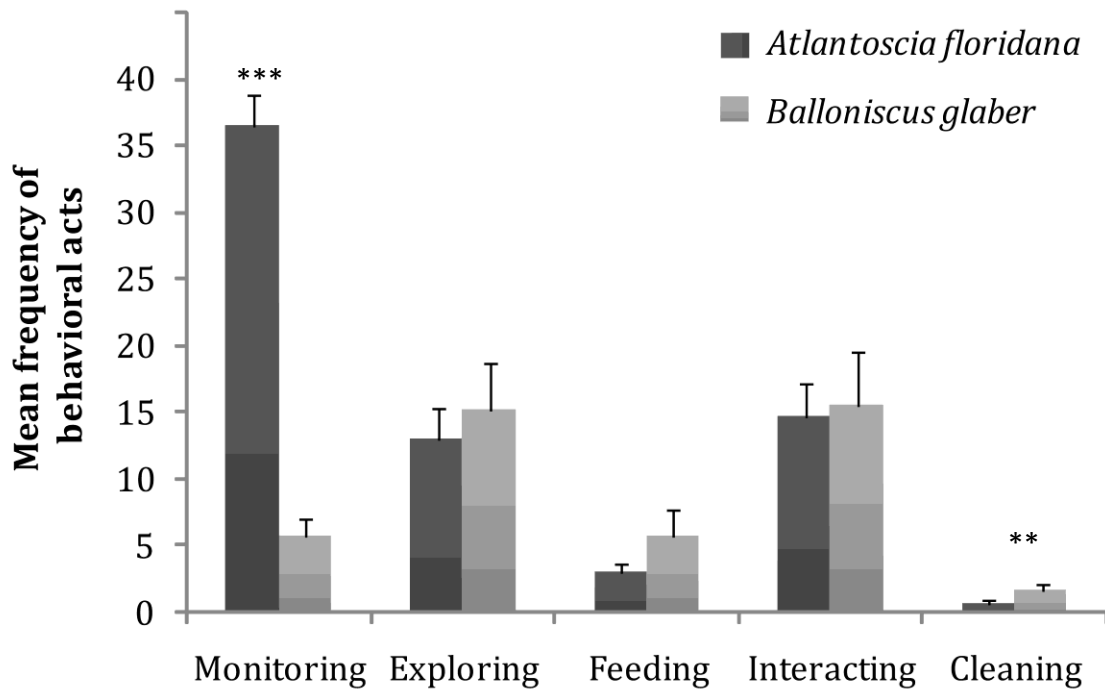 Mean frequency of
behavioral acts
40
35
30
25
20
15
10
5
0
***
**
Atlantoscia floridana
Balloniscus glaber
Monitoring Exploring Feeding Interacting Cleaning